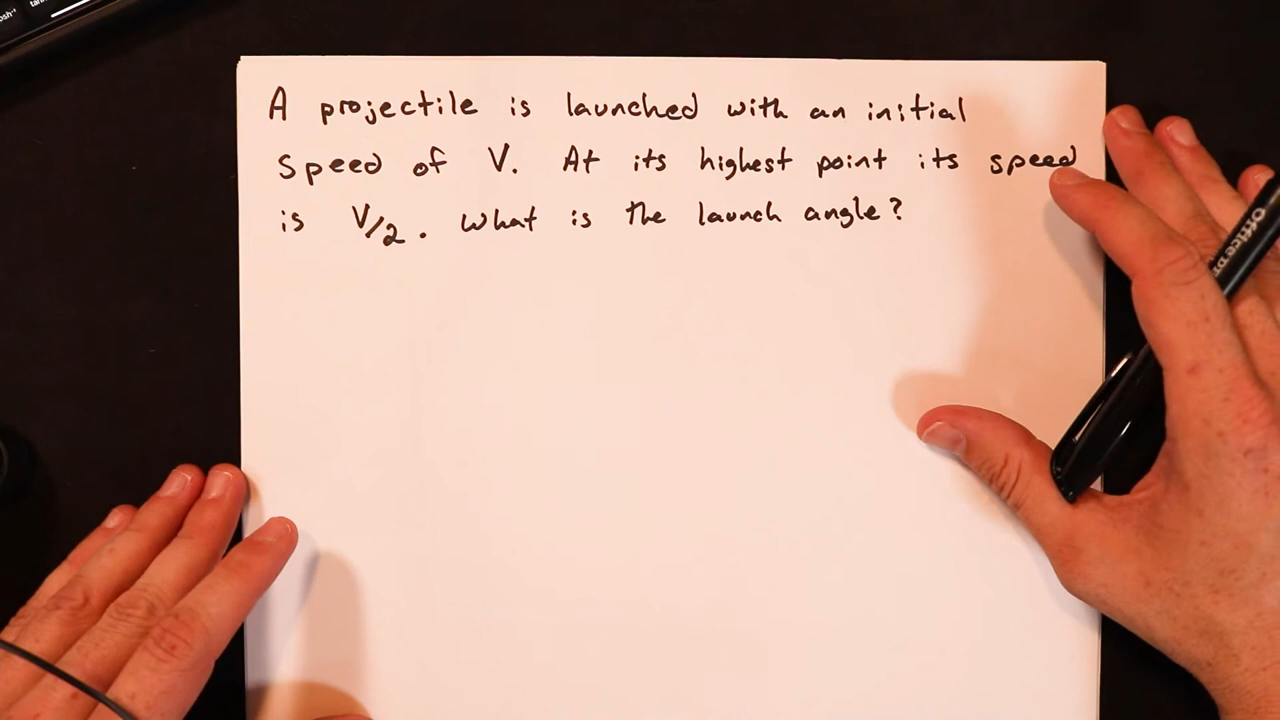 A projectile is launched with an initial
speed of V. At its highest point its speed
is V/2. What is the launch angle?